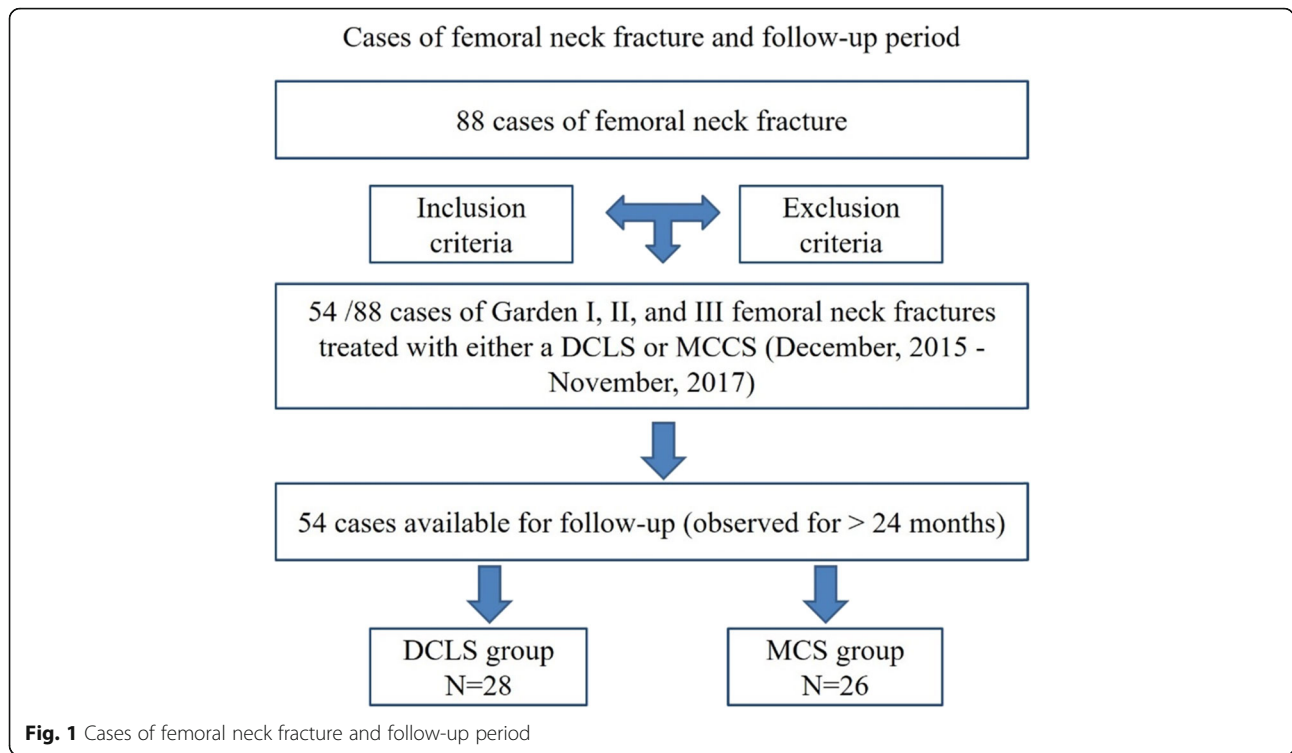 Cases of femoral neck fracture and follow-up period
88 cases of femoral neck fracture
Inclusion
criteria
Exclusion
criteria
54 /88 cases of Garden I, II, and III femoral neck fractures
treated with either a DCLS or MCCS (December, 2015 -
November, 2017)
54 cases available for follow-up (observed for > 24 months)
DCLS group
N=28
MCS group
N=26
Fig. 1 Cases of femoral neck fracture and follow-up period